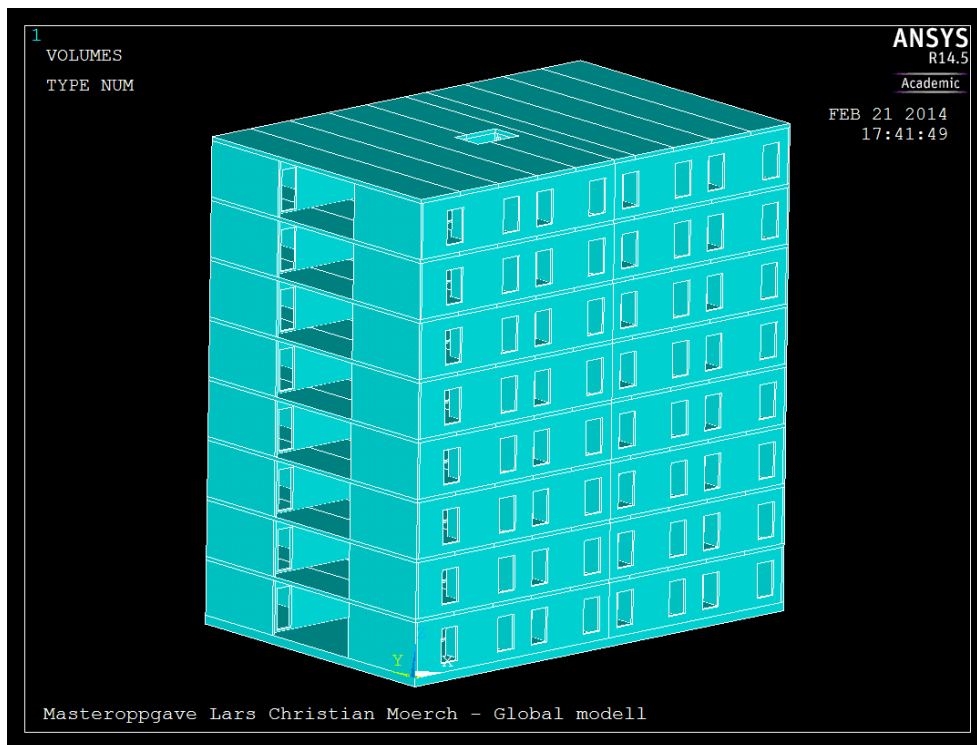 1
VOLUMES
TYPE NUM
ANSYS
R14.5
Academic
FEB 21 2014
17:41:49
Z
Y
X
Masteroppgave Lars Christian Moerch - Global modell